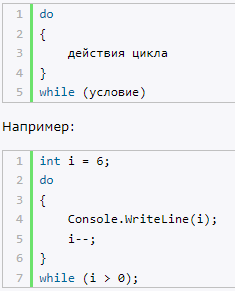 1 do
2 {
3     действия цикла
4 }
5 while (условие)
Например:
1 int i = 6;
2 do
3 {
4     Console.WriteLine(i);
5     i--;
6 }
7 while (i > 0);